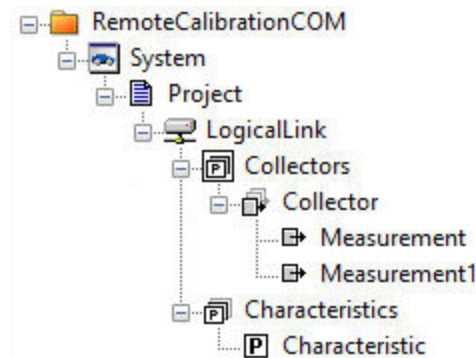 RemoteCalibrationCOM
System
Project
LogicalLink
Collectors
Collector
Measurement
Measurement1
Characteristics
P Characteristic